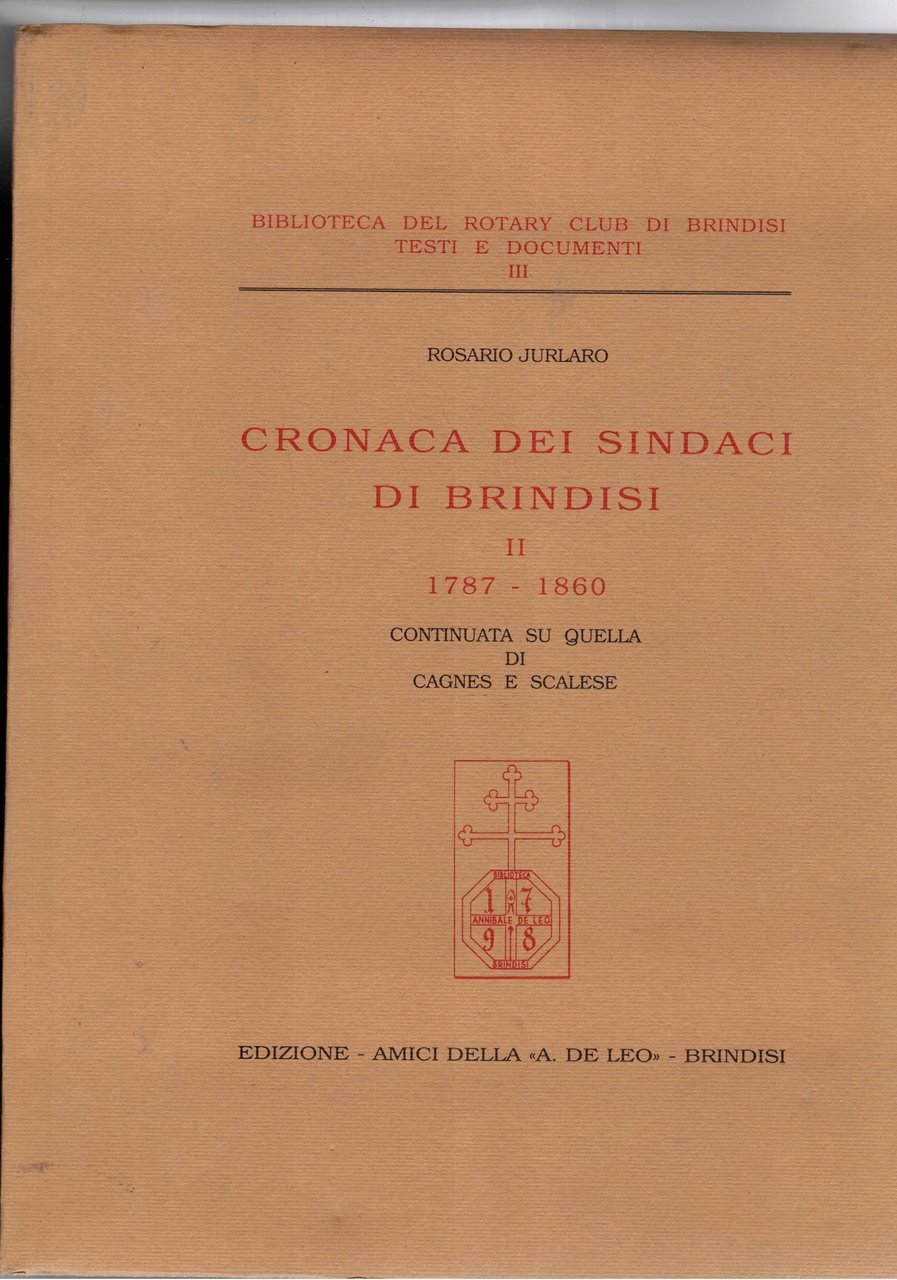 BIBLIOTECA DEL ROTARY CLUB DI BRINDISI
TESTI E DOCUMENTI
III
ROSARIO JURLARO
CRONACA DEI SINDACI
DI BRINDISI
II
1787 - 1860
CONTINUATA SU QUELLA
DI
CAGNES E SCALESE
BIBLIOTECA
17
ANNIBALE DE LEO
98
BRINDISI
EDIZIONE - AMICI DELLA «A. DE LEO» - BRINDISI